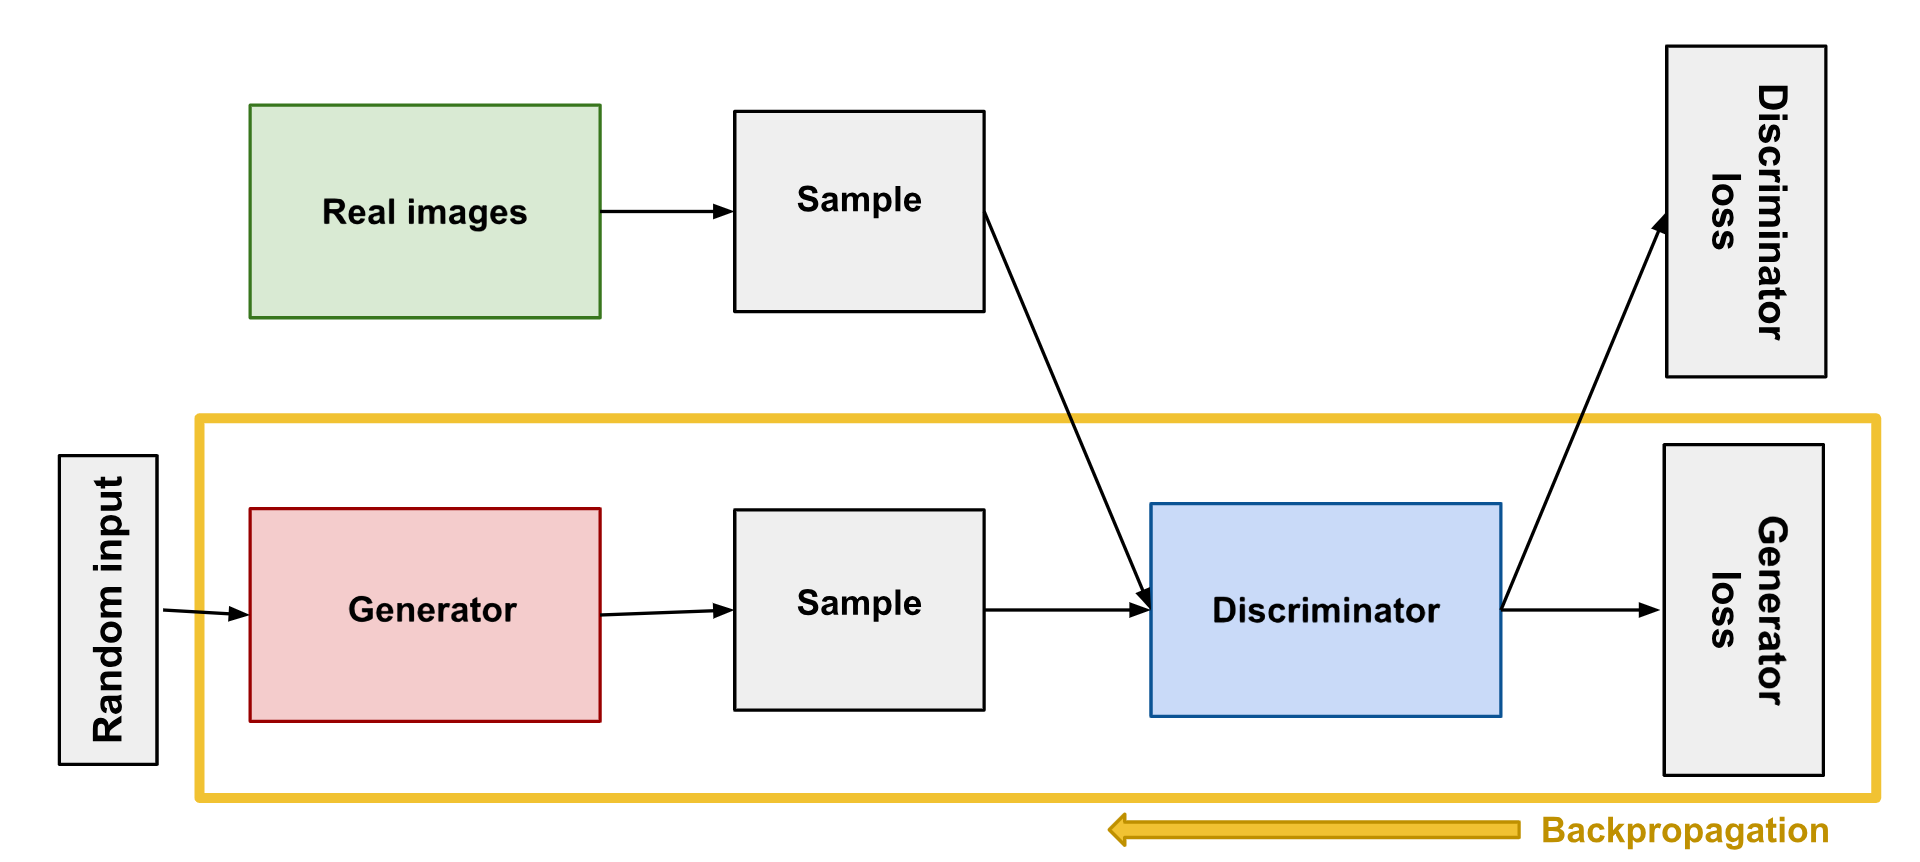 Real images
Sample
Discriminator
loss
Random input
Generator
Sample
Discriminator
Generator
loss
Backpropagation